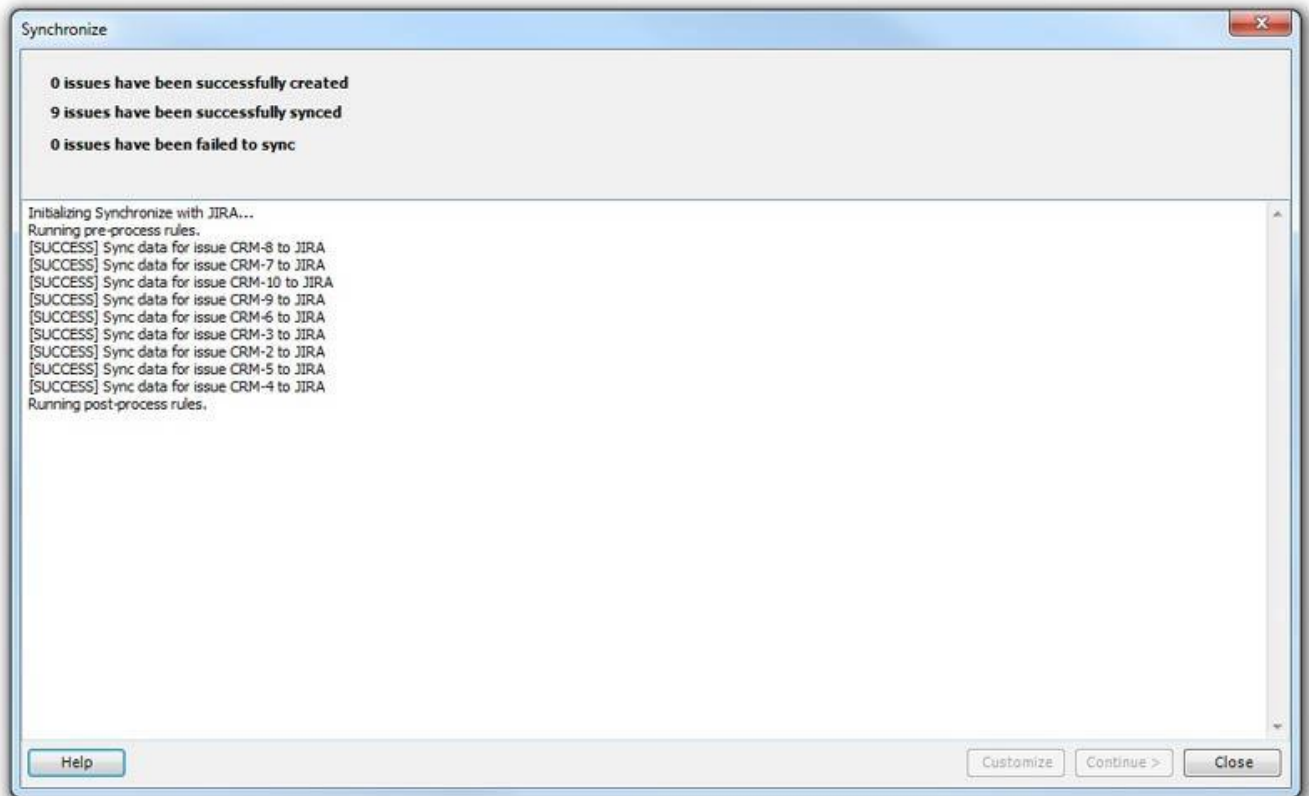 Synchronize
X
0 issues have been successfully created
9 issues have been successfully synced
0 issues have been failed to sync
Initializing Synchronize with JIRA...
Running pre-process rules.
[SUCCESS] Sync data for issue CRM-8 to JIRA
[SUCCESS] Sync data for issue CRM-7 to JIRA
[SUCCESS] Sync data for issue CRM-10 to JIRA
[SUCCESS] Sync data for issue CRM-9 to JIRA
[SUCCESS] Sync data for issue CRM-6 to JIRA
[SUCCESS] Sync data for issue CRM-3 to JIRA
[SUCCESS] Sync data for issue CRM-2 to JIRA
[SUCCESS] Sync data for issue CRM-5 to JIRA
[SUCCESS] Sync data for issue CRM-4 to JIRA
Running post-process rules.
Help
Customize
Continue >
Close